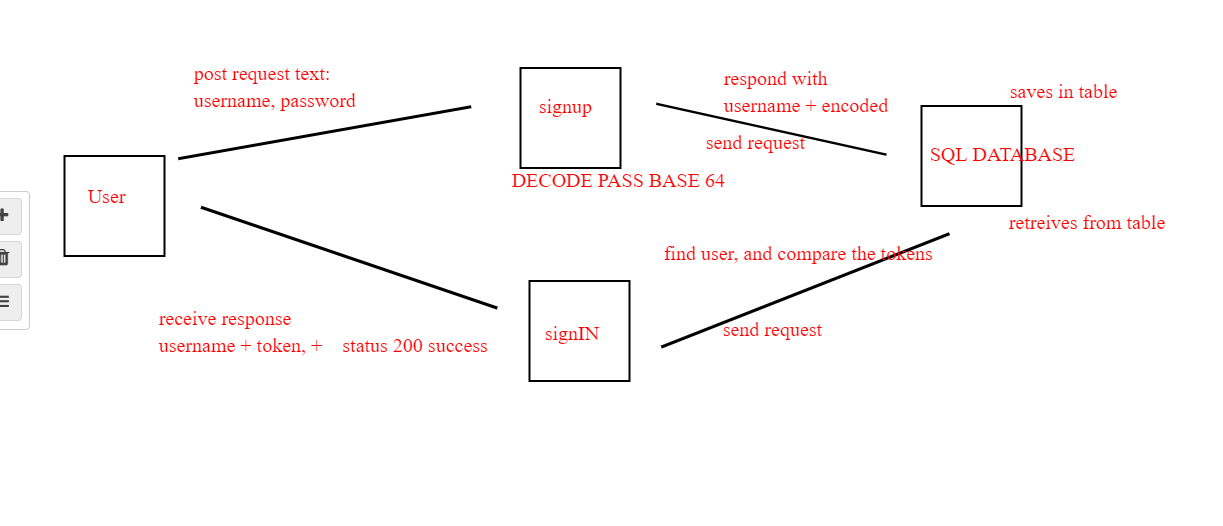 post request text:
username, password
signup
respond with
username + encoded
send request
saves in table
SQL DATABASE
DECODE PASS BASE 64
User
retreives from table
find user, and compare the tokens
signIN
send request
receive response
username + token, + status 200 success